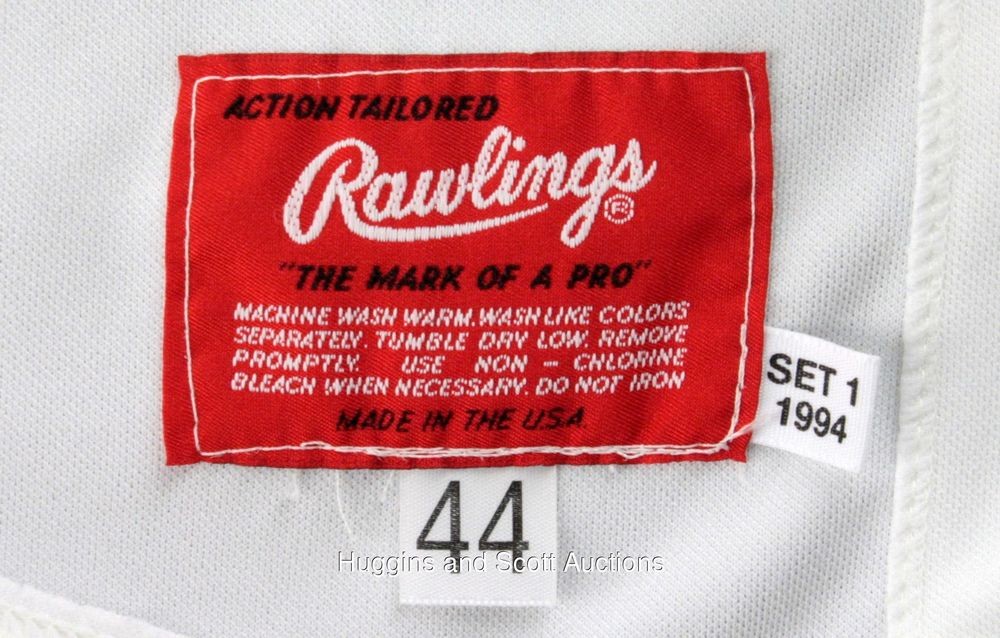 ACTION TAILORED
Rawlings®
"THE MARK OF A PRO"
MACHINE WASH WARM. WASH LIKE COLORS
SEPARATELY. TUMBLE DRY LOW. REMOVE
PROMPTLY. USE NON - CHLORINE
BLEACH WHEN NECESSARY. DO NOT IRON
MADE IN THE U.S.A.
SET 1
1994
44
Huggins and Scott Auctions